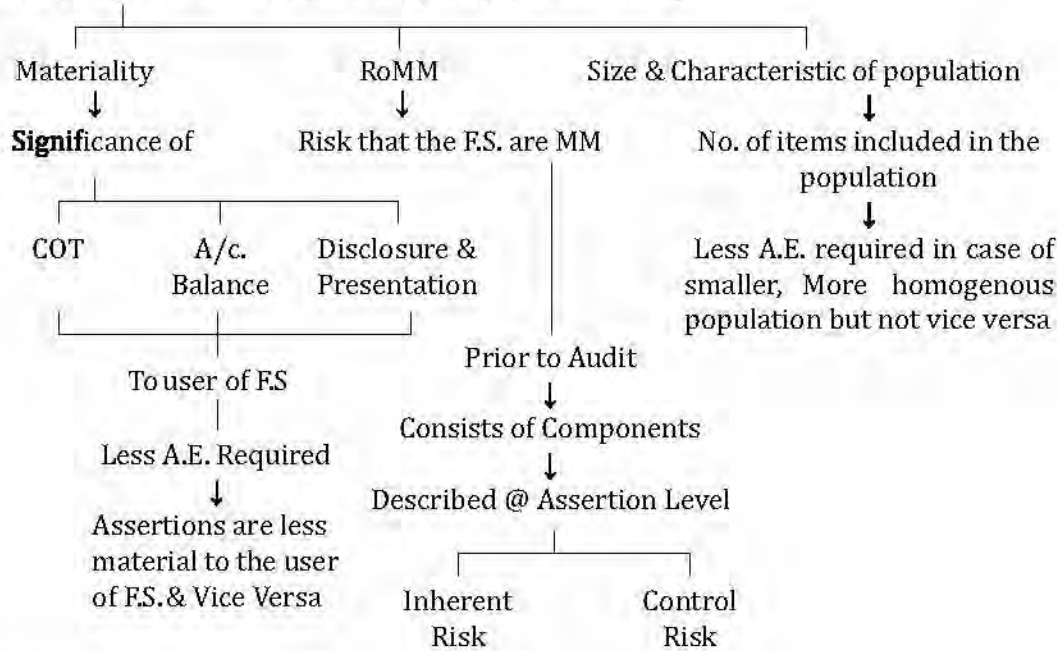 Materiality
RoMM
Size & Characteristic of population
Significance of
Risk that the F.S. are MM
No. of items included in the
population
COT
A/c.
Balance
Disclosure &
Presentation
Less A.E. required in case of
smaller, More homogenous
population but not vice versa
To user of F.S
Prior to Audit
Less A.E. Required
Consists of Components
Assertions are less
material to the user
of F.S. & Vice Versa
Described @ Assertion Level
Inherent
Risk
Control
Risk